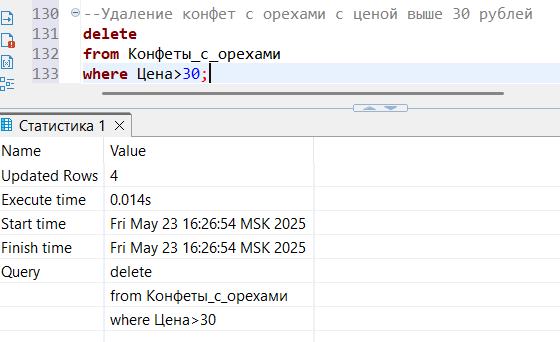 130 --Удаление конфет с орехами с ценой выше 30 рублей
131 delete
132 from Конфеты_с_орехами
133 where Цена>30;
Статистика 1
Name Value
Updated Rows 4
Execute time 0.014s
Start time Fri May 23 16:26:54 MSK 2025
Finish time Fri May 23 16:26:54 MSK 2025
Query delete
from Конфеты_с_орехами
where Цена>30